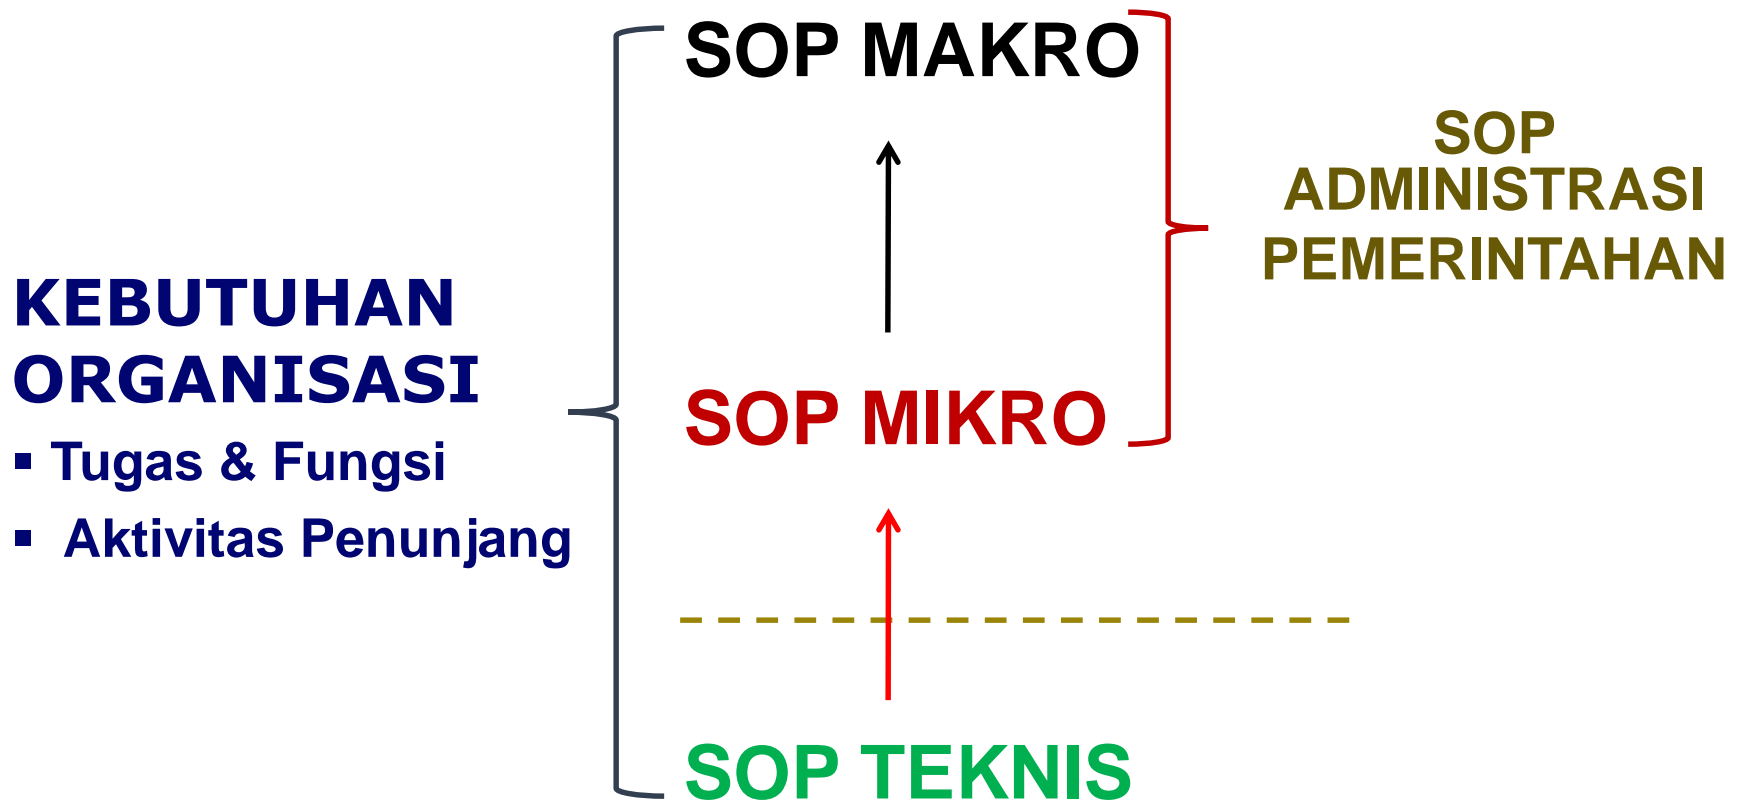 KEBUTUHAN
ORGANISASI
▪ Tugas & Fungsi
▪ Aktivitas Penunjang
SOP MAKRO
SOP MIKRO
SOP TEKNIS
SOP
ADMINISTRASI
PEMERINTAHAN